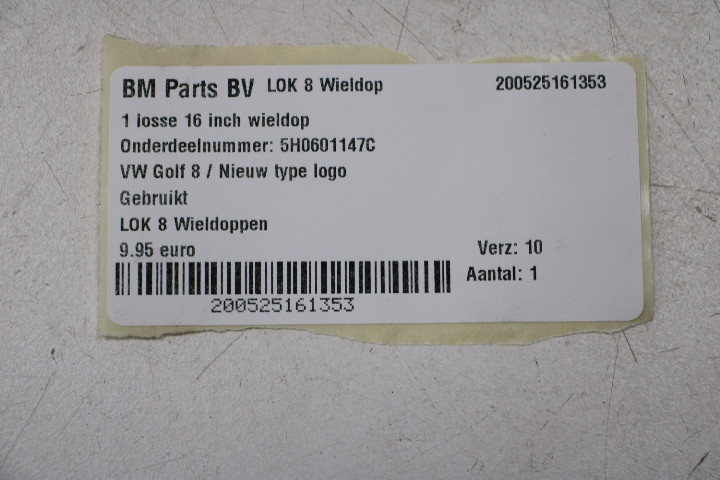 BM Parts BV LOK 8 Wieldop 200525161353
1 losse 16 inch wieldop
Onderdeelnummer: 5H0601147C
VW Golf 8 / Nieuw type logo
Gebruikt
LOK 8 Wieldoppen
9.95 euro Verz: 10
Aantal: 1
200525161353